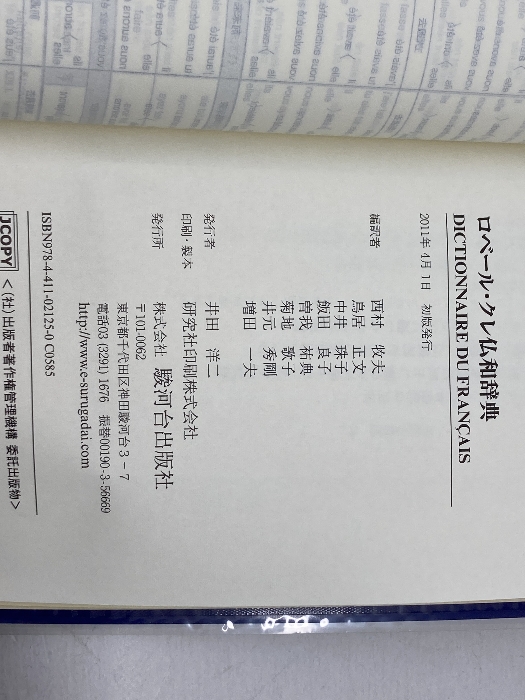 ロベール・クレ仏和辞典
DICTIONNAIRE DU FRANÇAIS
2011年 4月 1日 初版発行
編訳者 西村 牧夫
鳥居 正文
中井 珠子
飯田 良子
曽我 祐典
菊地 歌子
井元 秀剛
増田 一夫
発行者 井田 洋二
印刷・製本 研究社印刷株式会社
発行所 株式会社 駿河台出版社
〒101-0062
東京都千代田区神田駿河台3−7
電話03(3291)1676 振替00190-3-56669
http://www.e-surugadai.com
ISBN978-4-411-02125-0 C0585
JCOPY <(社)出版者著作権管理機構 委託出版物>